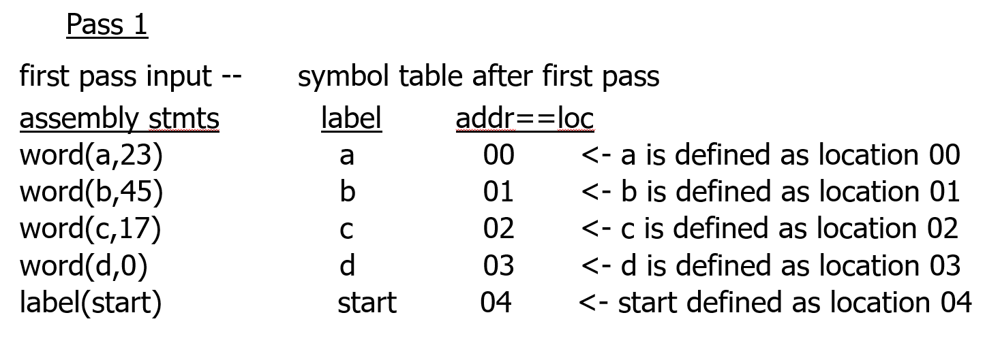 Pass 1
first pass input -- symbol table after first pass
assembly stmts label addr==loc
word(a,23) a 00 <- a is defined as location 00
word(b,45) b 01 <- b is defined as location 01
word(c,17) c 02 <- c is defined as location 02
word(d,0) d 03 <- d is defined as location 03
label(start) start 04 <- start defined as location 04